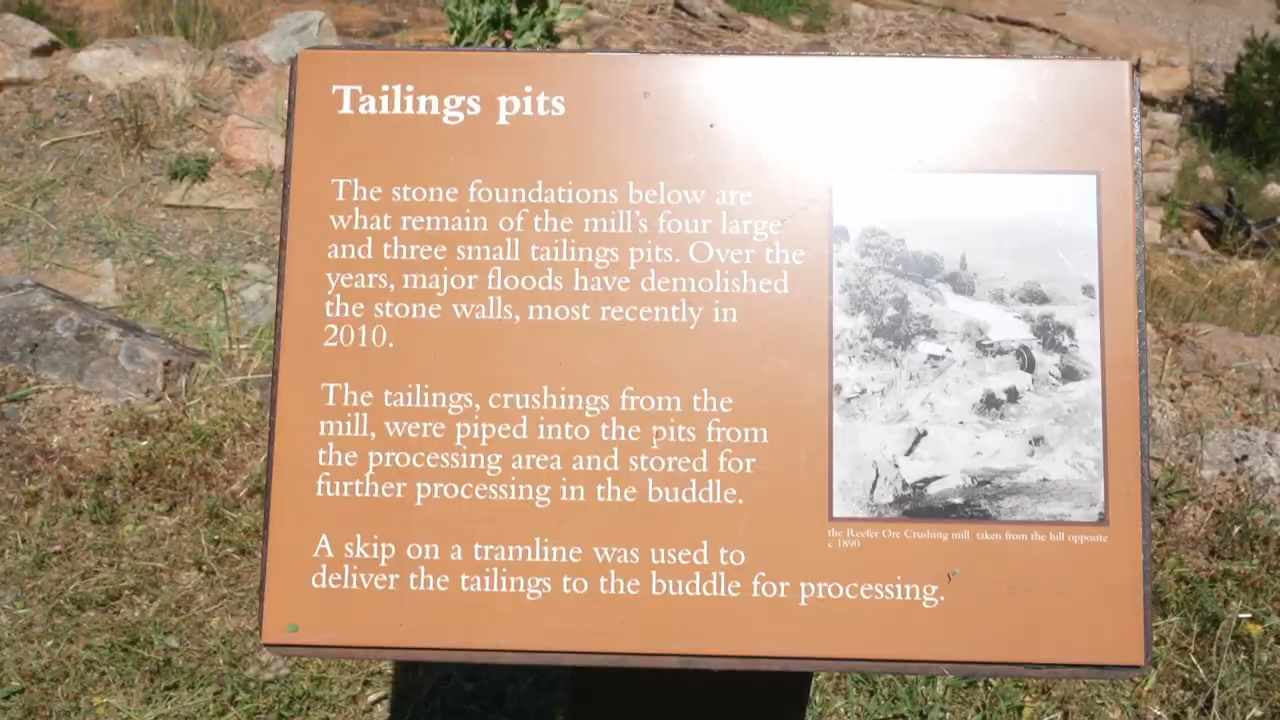 Tailings pits
The stone foundations below are
what remain of the mill's four large
and three small tailings pits. Over the
years, major floods have demolished
the stone walls, most recently in
2010.
The tailings, crushings from the
mill, were piped into the pits from
the processing area and stored for
further processing in the buddle.
A skip on a tramline was used to
deliver the tailings to the buddle for processing.
the Reefer Ore Crushing mill taken from the hill opposite
c 1890